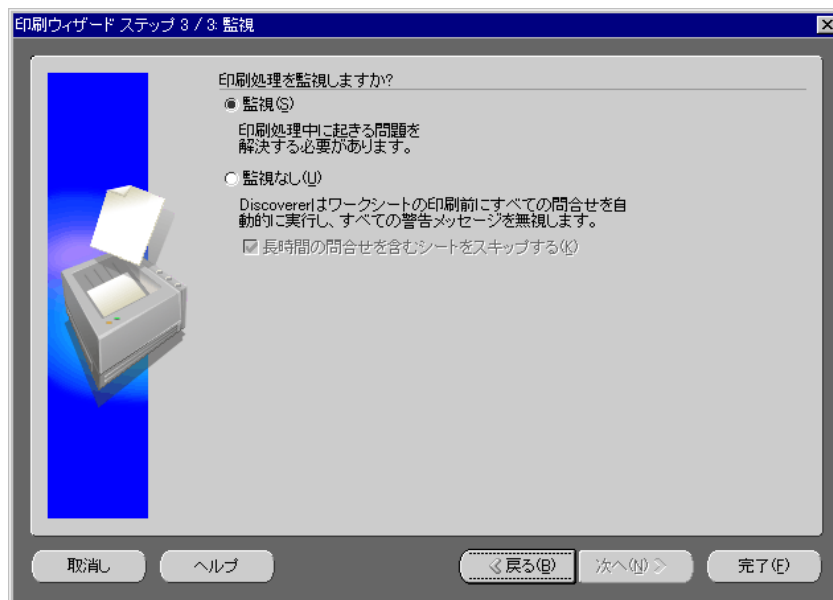 印刷ウィザード ステップ 3 / 3: 監視
印刷処理を監視しますか?
監視(S)
印刷処理中に起きる問題を
解決する必要があります。
監視なし(U)
Discovererはワークシートの印刷前にすべての問合せを自
動的に実行し、すべての警告メッセージを無視します。
長時間の問合せを含むシートをスキップする(K)
取消し
ヘルプ
戻る(B)
次へ(N)
完了(F)